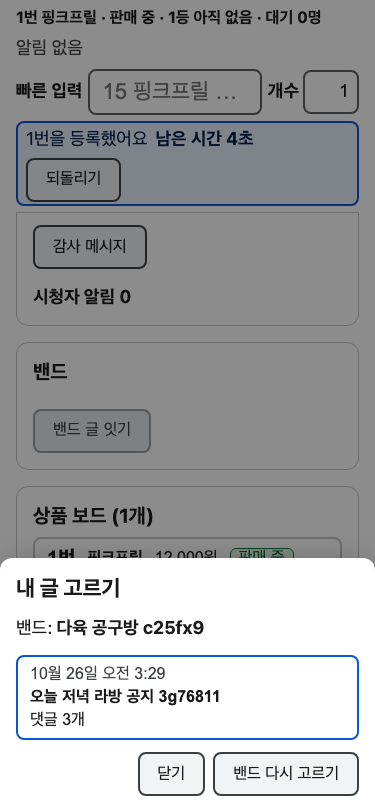 1번 핑크프릴 · 판매 중 · 1등 아직 없음 · 대기 0명
알림 없음
빠른 입력 15 핑크프릴 ... 개수 1
1번을 등록했어요 남은 시간 4초
되돌리기
감사 메시지
시청자 알림 0
밴드
밴드 글 잇기
상품 보드 (1개)
1번 핑크프릴 12,000원 판매 중
내 글 고르기
밴드: 다육 공구방 c25fx9
10월 26일 오전 3:29
오늘 저녁 라방 공지 3g76811
댓글 3개
닫기 밴드 다시 고르기